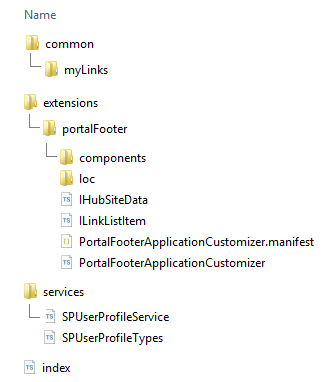 Name
common
myLinks
extensions
portalFooter
components
loc
IHubSiteData
ILinkListItem
PortalFooterApplicationCustomizer.manifest
PortalFooterApplicationCustomizer
services
SPUserProfileService
SPUserProfileTypes
index